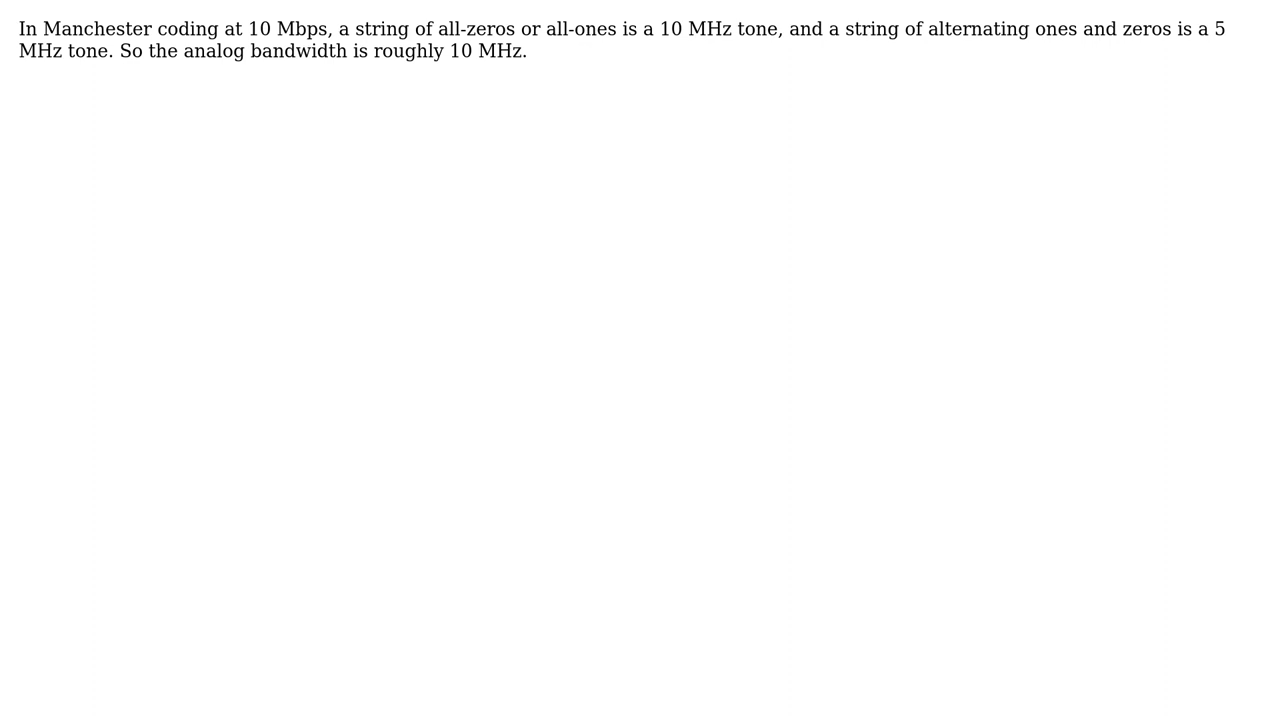 In Manchester coding at 10 Mbps, a string of all-zeros or all-ones is a 10 MHz tone, and a string of alternating ones and zeros is a 5
MHz tone. So the analog bandwidth is roughly 10 MHz.